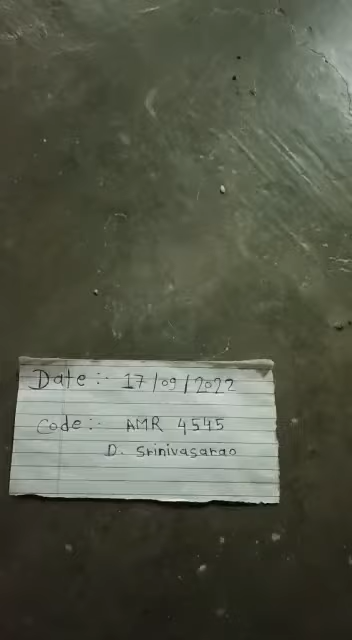 Date :- 17/09/2022
Code :- AMR 4545
D. Srinivasarao